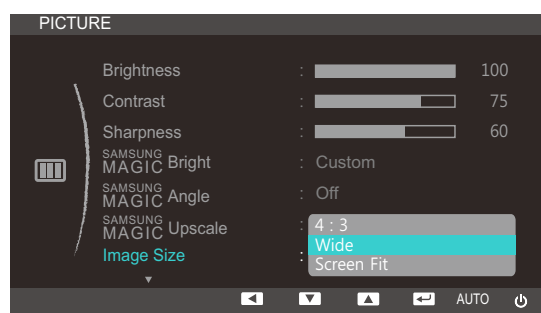 PICTURE
Brightness : 100
Contrast : 75
Sharpness : 60
SAMSUNG MAGIC Bright : Custom
SAMSUNG MAGIC Angle : Off
SAMSUNG MAGIC Upscale : 4 : 3
Wide
Image Size :
Screen Fit
AUTO